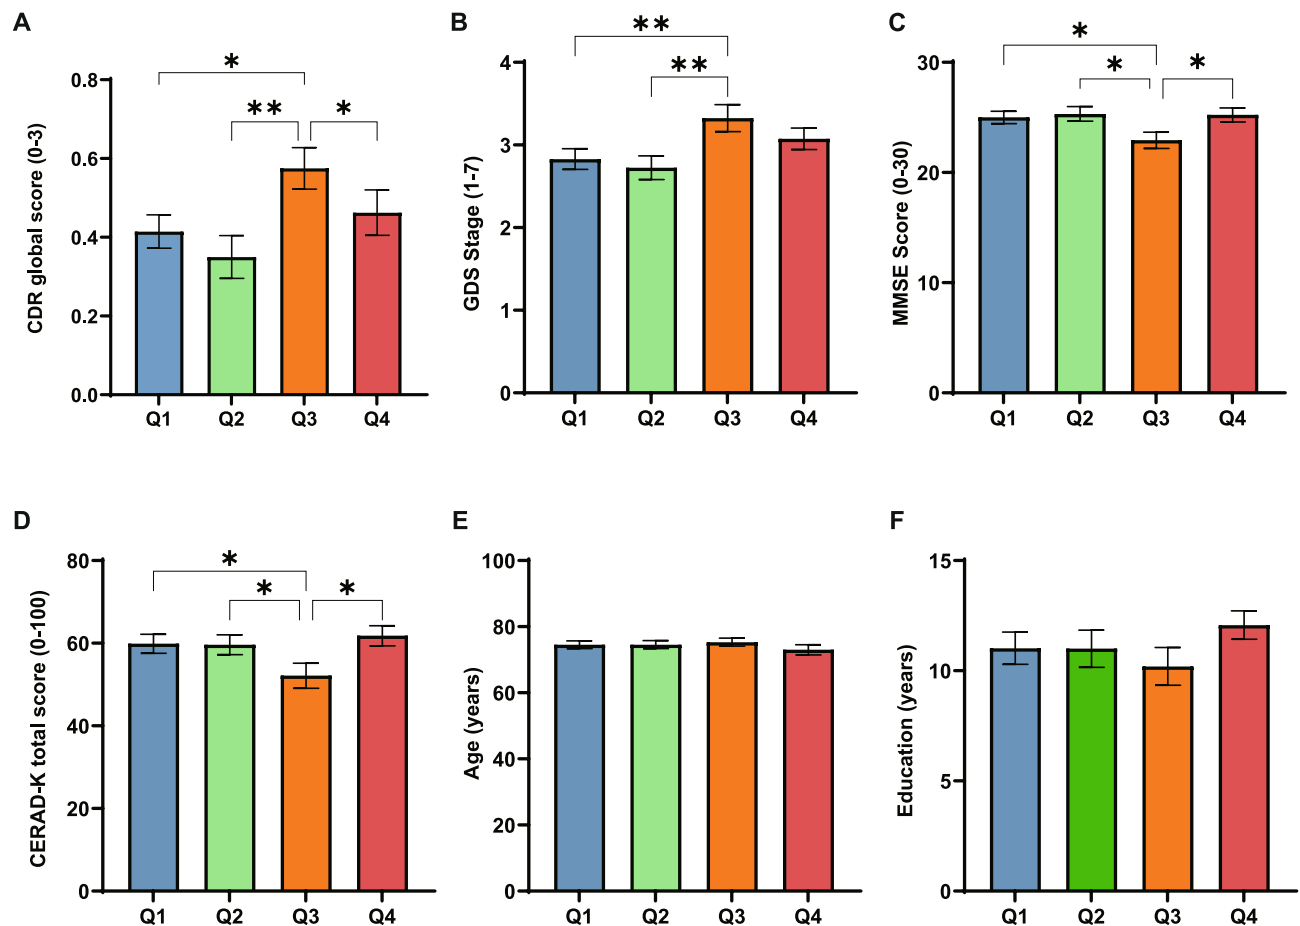 A
CDR global score (0-3)
0.8
0.6
0.4
0.2
0.0
*
**
*
Q1 Q2 Q3 Q4
B
GDS Stage (1-7)
4
3
2
1
0
**
**
Q1 Q2 Q3 Q4
C
MMSE Score (0-30)
30
20
10
0
*
*
*
Q1 Q2 Q3 Q4
D
CERAD-K total score (0-100)
80
60
40
20
0
*
*
*
Q1 Q2 Q3 Q4
E
Age (years)
100
80
60
40
20
0
Q1 Q2 Q3 Q4
F
Education (years)
15
10
5
0
Q1 Q2 Q3 Q4